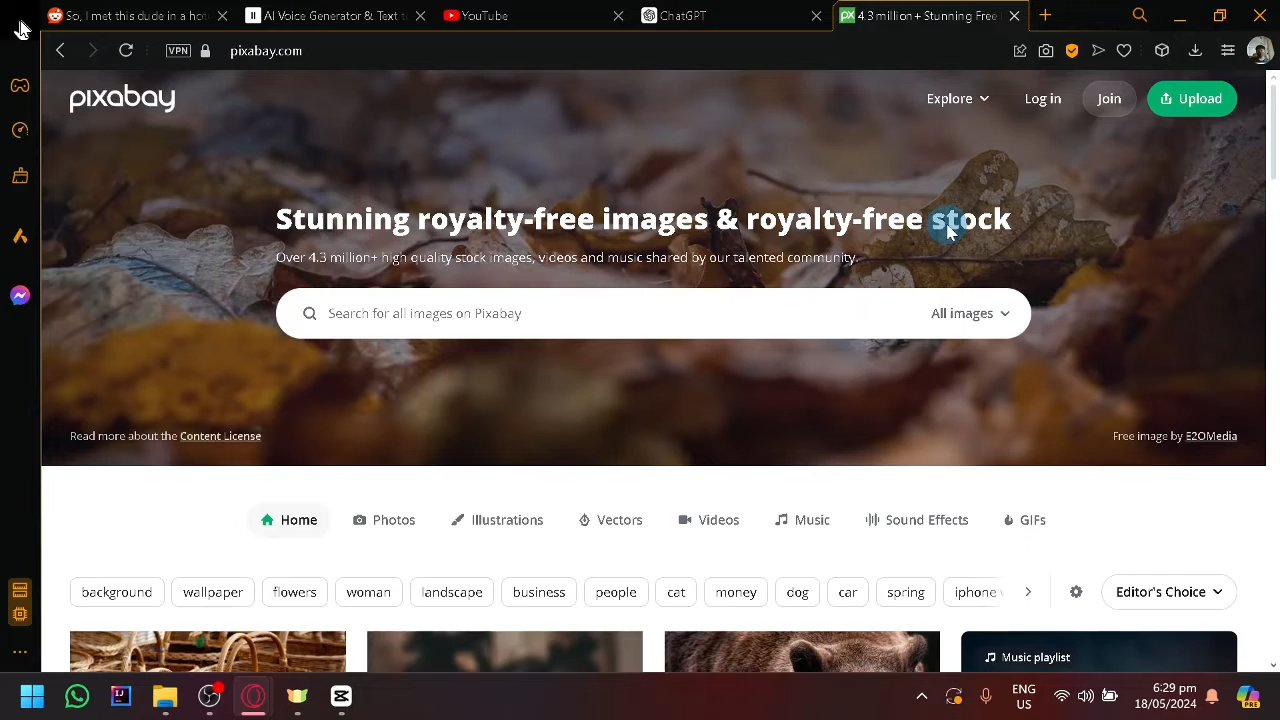 So, I met this dude in a hot
AI Voice Generator & Text t
YouTube
ChatGPT
4.3 million+ Stunning Free
VPN
pixabay.com
pixabay
Explore
Log in
Join
Upload
Stunning royalty-free images & royalty-free stock
Over 4.3 million+ high quality stock images, videos and music shared by our talented community.
Search for all images on Pixabay
All images
Read more about the Content License
Free image by E2OMedia
Home
Photos
Illustrations
Vectors
Videos
Music
Sound Effects
GIFs
background
wallpaper
flowers
woman
landscape
business
people
cat
money
dog
car
spring
iphone
Editor's Choice
Music playlist
ENG
US
6:29 pm
18/05/2024
PRE